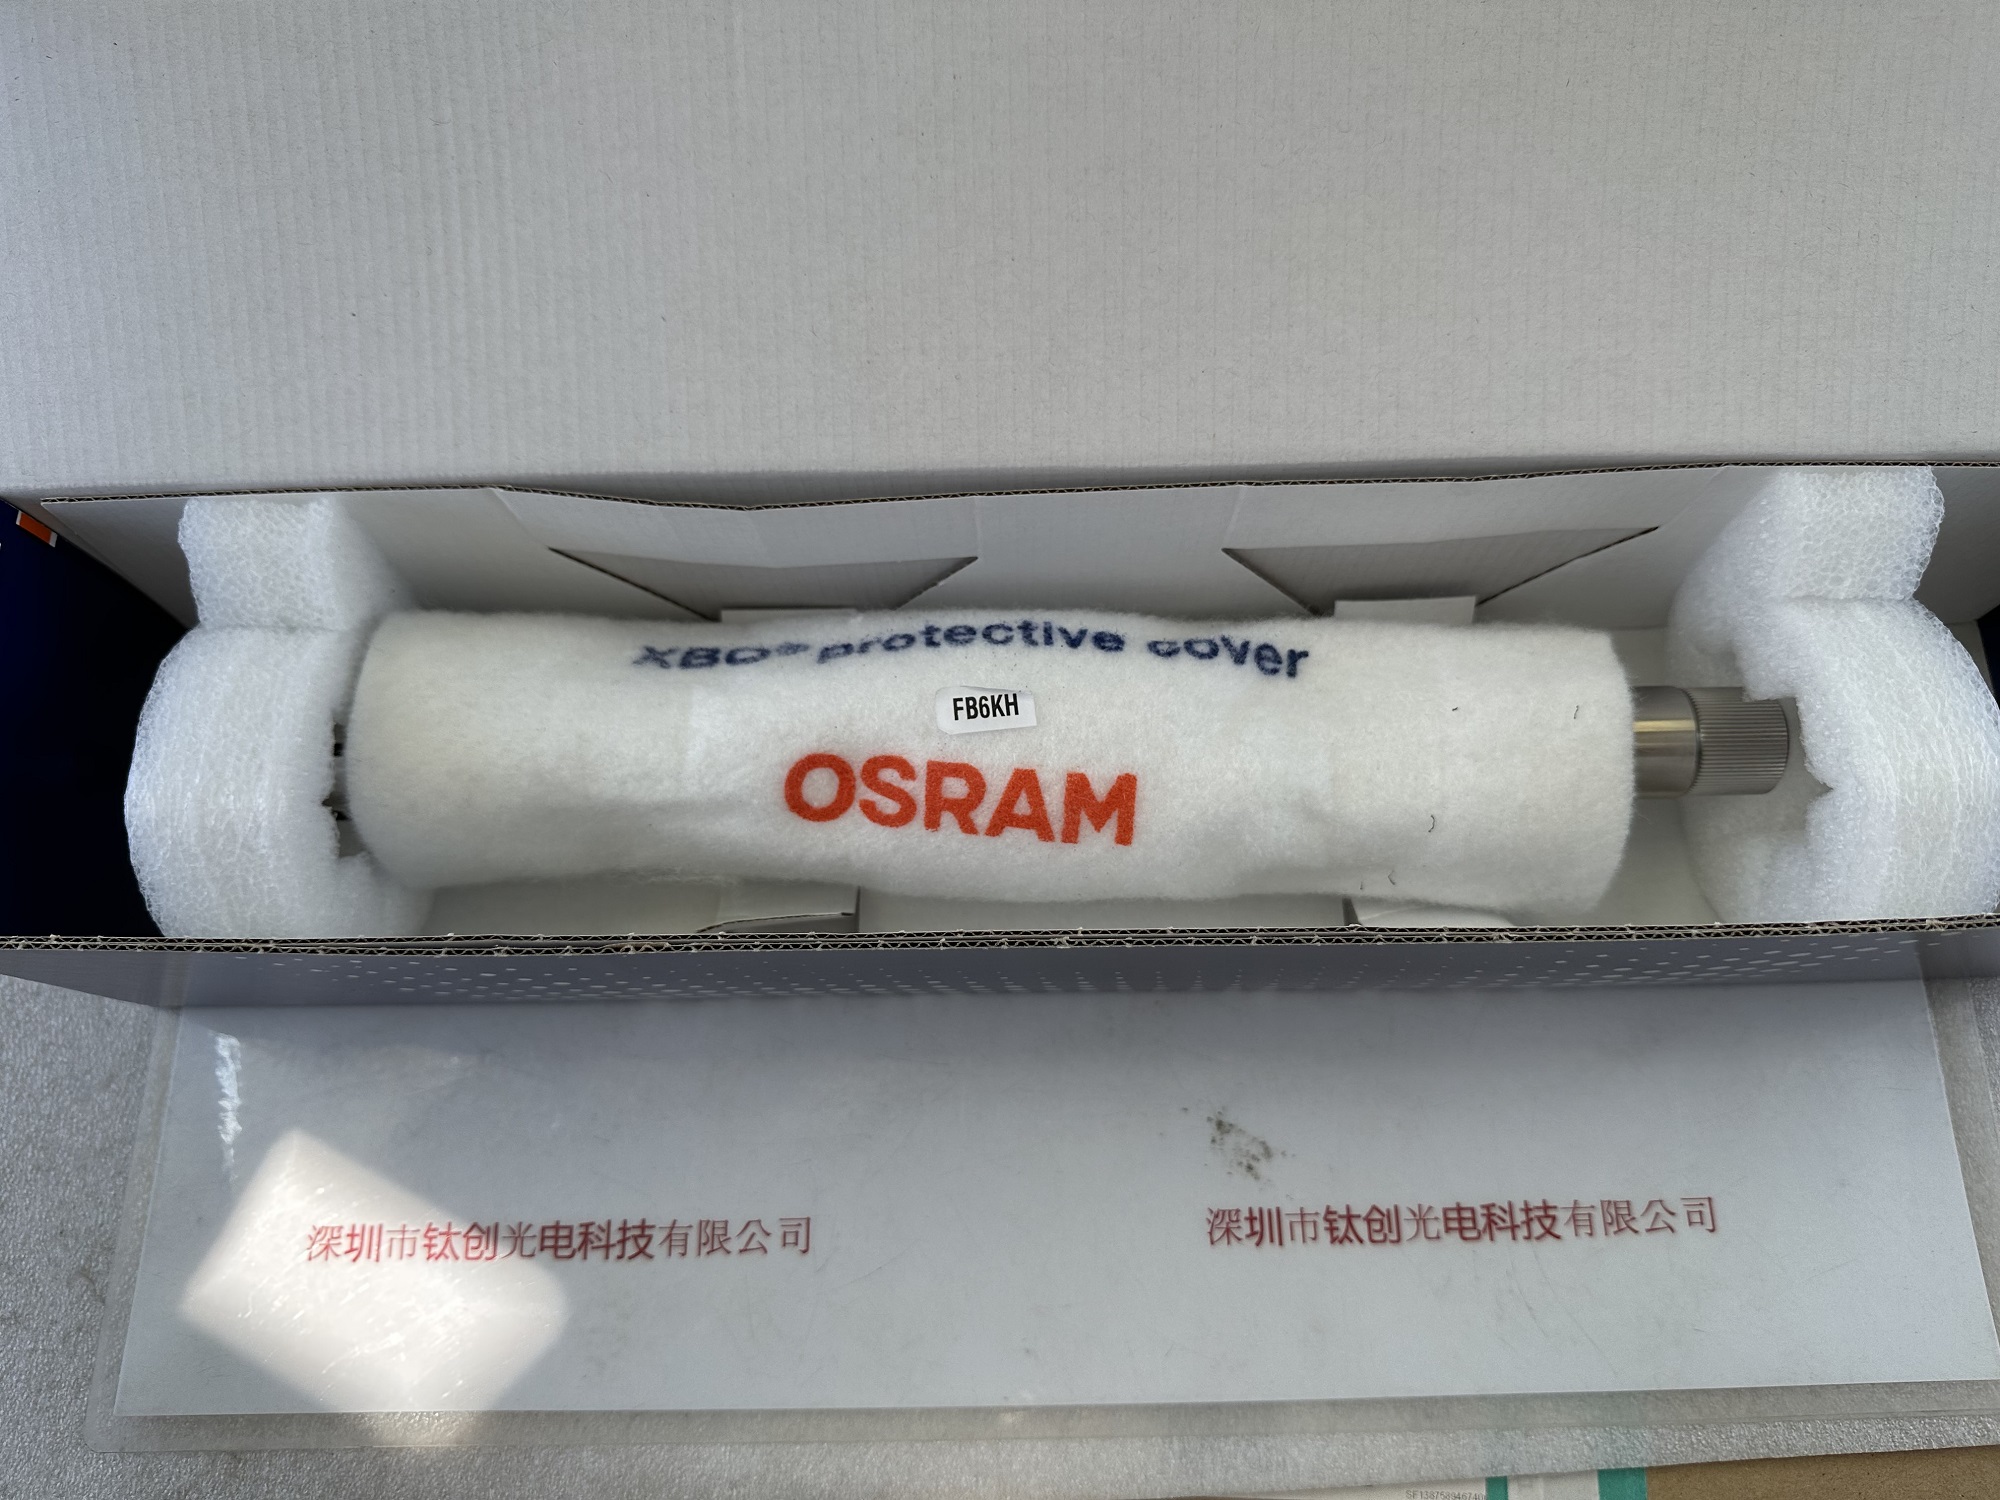 XBO® protective cover
FB6KH
OSRAM
深圳市钛创光电科技有限公司
深圳市钛创光电科技有限公司